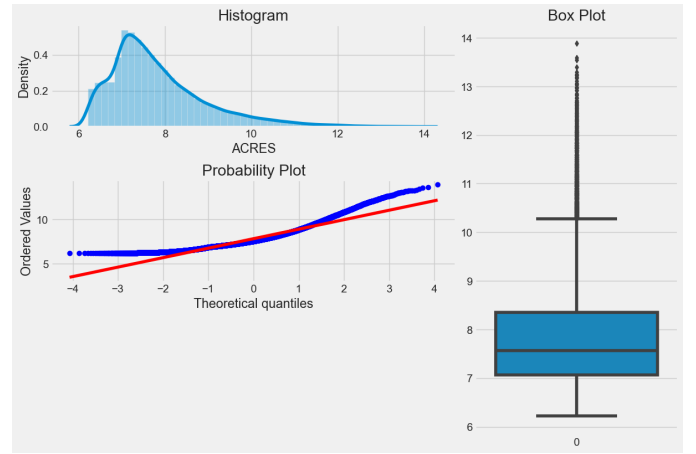 Histogram
Density
0.4
0.2
0.0
6 8 10 12 14
ACRES
Probability Plot
Ordered Values
10
5
−4 −3 −2 −1 0 1 2 3 4
Theoretical quantiles
Box Plot
14
13
12
11
10
9
8
7
6
0